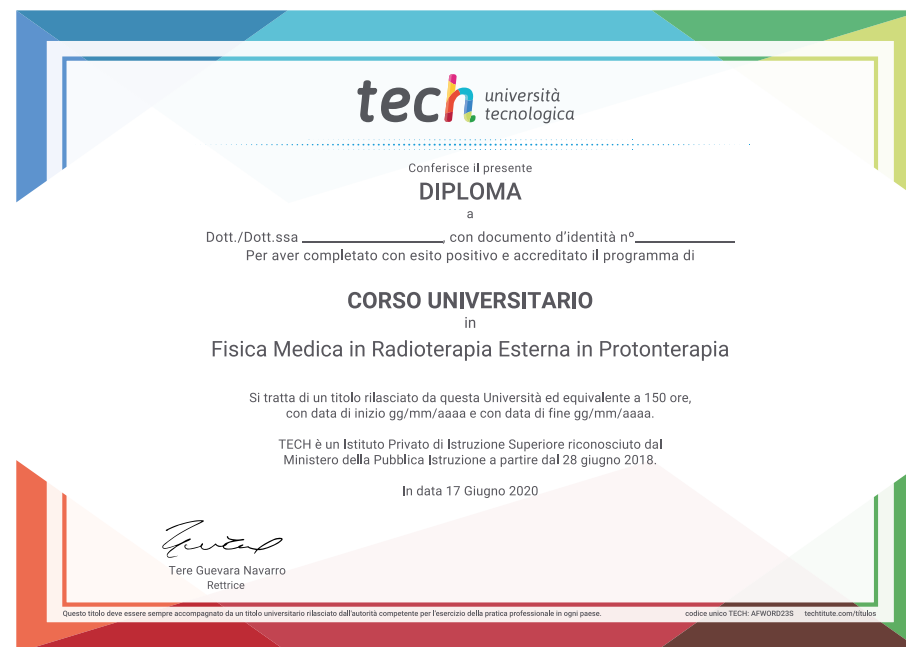 tech università
tecnologica
Conferisce il presente
DIPLOMA
a
Dott./Dott.ssa _________________, con documento d'identità nº____________
Per aver completato con esito positivo e accreditato il programma di
CORSO UNIVERSITARIO
in
Fisica Medica in Radioterapia Esterna in Protonterapia
Si tratta di un titolo rilasciato da questa Università ed equivalente a 150 ore,
con data di inizio gg/mm/aaaa e con data di fine gg/mm/aaaa.
TECH è un Istituto Privato di Istruzione Superiore riconosciuto dal
Ministero della Pubblica Istruzione a partire dal 28 giugno 2018.
In data 17 Giugno 2020
Tere Guevara Navarro
Rettrice
Questo titolo deve essere sempre accompagnato da un titolo universitario rilasciato dall'autorità competente per l'esercizio della pratica professionale in ogni paese. codice unico TECH: AFWORD23S techtitute.com/títulos